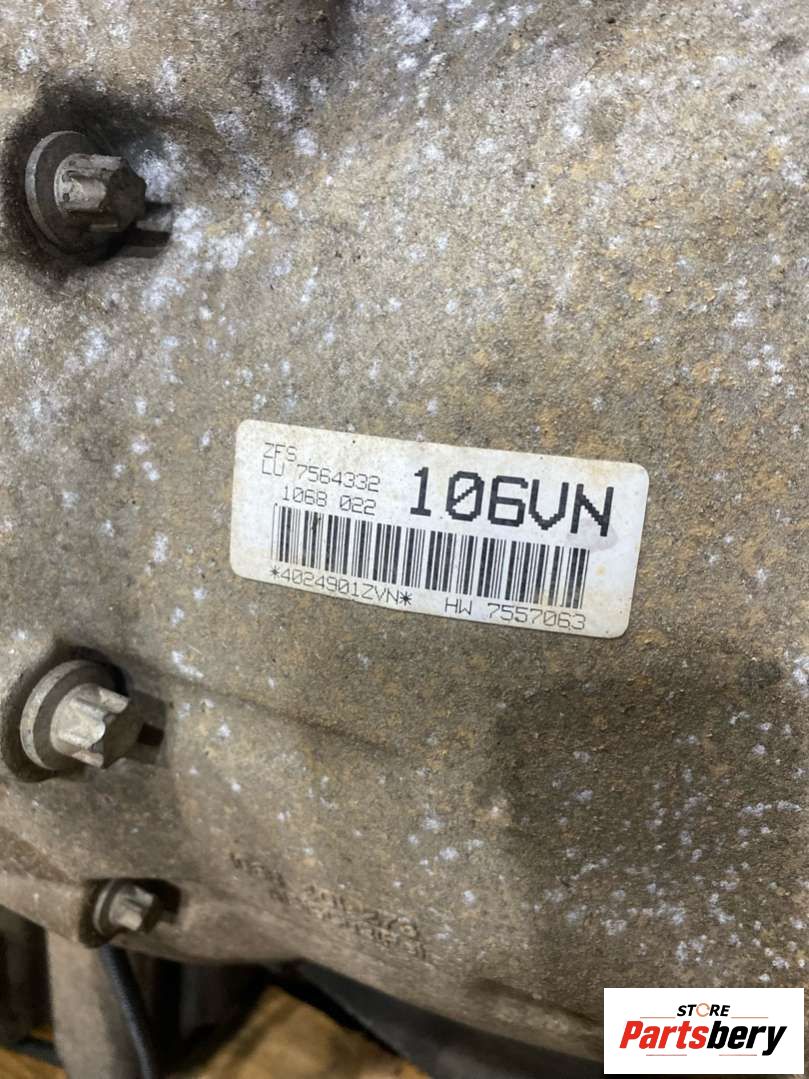 ZFS
LU 7564332
1068 022
106VN
*4024901ZVN* HW 7557063
STORE
Partsbery